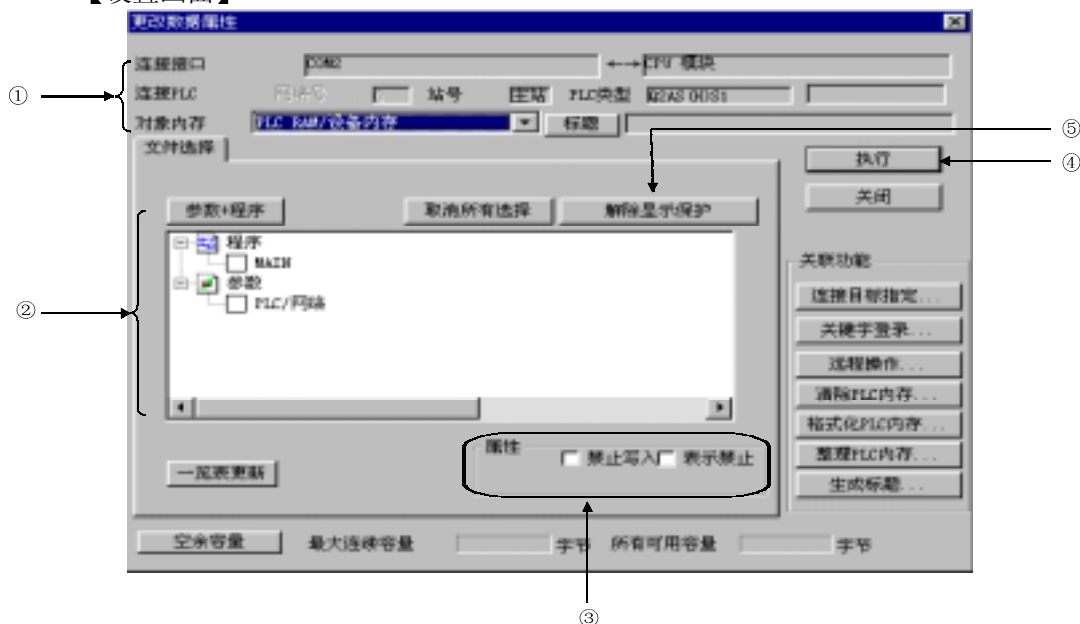 【设置画面】
更改数据属性
连接接口 COM2 ←→ CPU 模块
① 连接PLC 网络号 站号 主站 PLC类型
对象内存 PLC RAM/设备内存 标题
⑤
文件选择
执行 ④
关闭
参数+程序 取消所有选择 解除显示保护
程序
MAIN
参数
PLC/网络
②
关联功能
连接目标指定...
关键字登录...
远程操作...
清除PLC内存...
格式化PLC内存...
整理PLC内存...
生成标题...
属性
禁止写入 表示禁止
一览表更新
空余容量 最大连续容量 字节 所有可用容量 字节
③